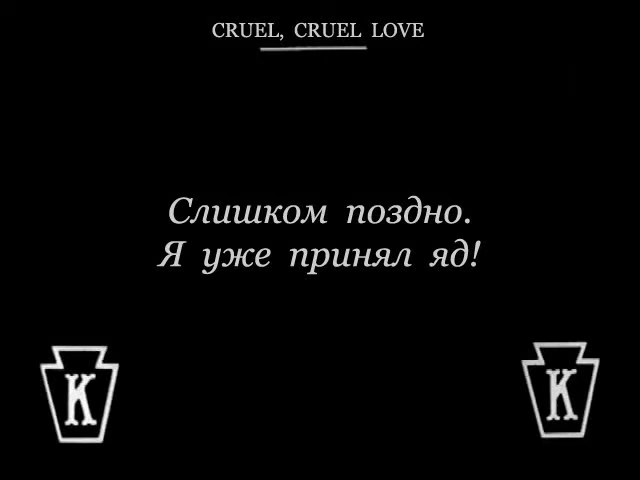 CRUEL, CRUEL LOVE
Слишком поздно.
Я уже принял яд!
K
K